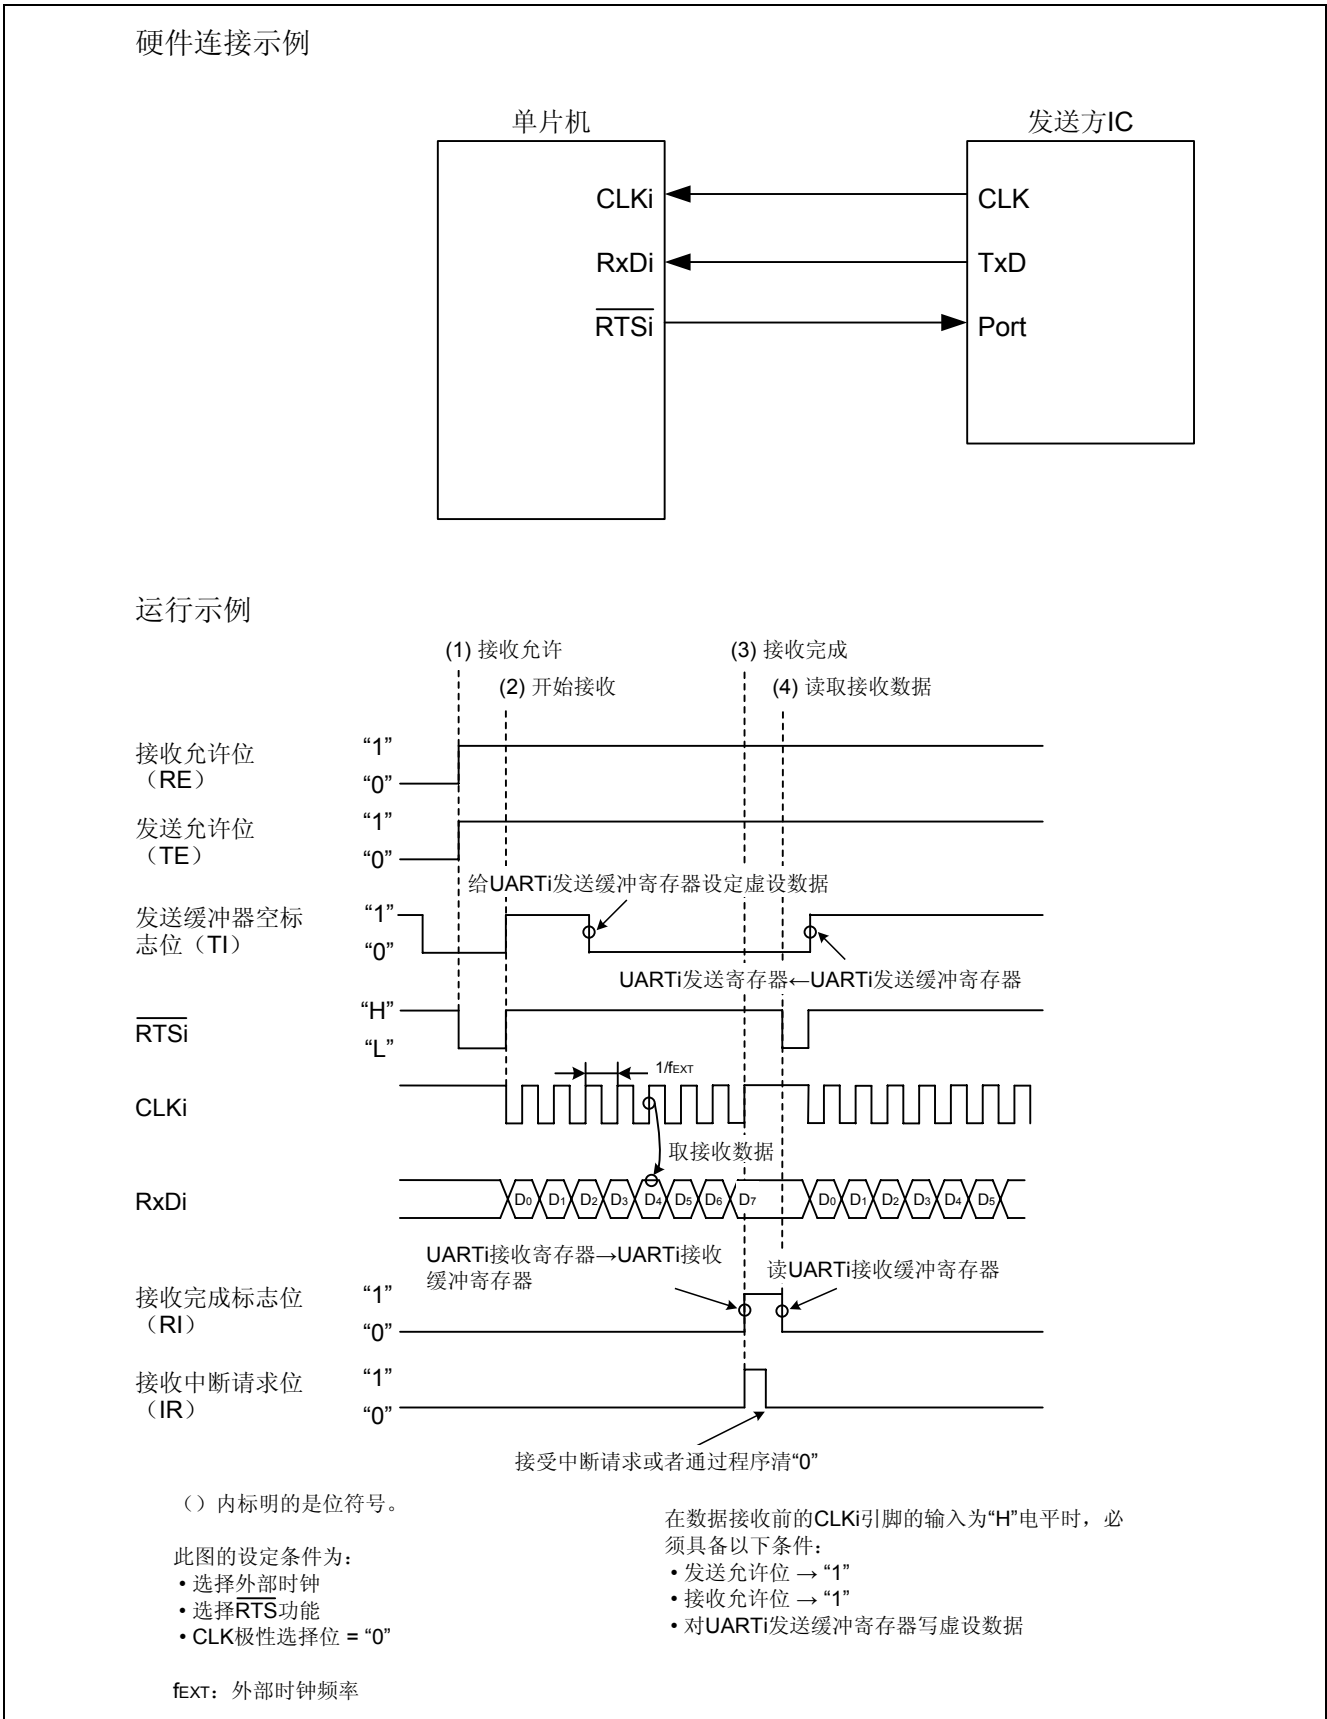 硬件连接示例
单片机
发送方IC
CLKi
CLK
RxDi
TxD
RTSi
Port
运行示例
(1) 接收允许
(3) 接收完成
(2) 开始接收
(4) 读取接收数据
接收允许位
（RE）
“1”
“0”
发送允许位
（TE）
“1”
“0”
给UARTi发送缓冲寄存器设定虚设数据
发送缓冲器空标
志位（TI）
“1”
“0”
UARTi发送寄存器←UARTi发送缓冲寄存器
RTSi
“H”
“L”
1/fEXT
CLKi
取接收数据
RxDi
D0 D1 D2 D3 D4 D5 D6 D7 D0 D1 D2 D3 D4 D5
UARTi接收寄存器→UARTi接收
缓冲寄存器
读UARTi接收缓冲寄存器
接收完成标志位
（RI）
“1”
“0”
接收中断请求位
（IR）
“1”
“0”
接受中断请求或者通过程序清“0”
（）内标明的是位符号。
此图的设定条件为：
• 选择外部时钟
• 选择RTS功能
• CLK极性选择位 = “0”
fEXT：外部时钟频率
在数据接收前的CLKi引脚的输入为“H”电平时，必
须具备以下条件：
• 发送允许位 → “1”
• 接收允许位 → “1”
• 对UARTi发送缓冲寄存器写虚设数据